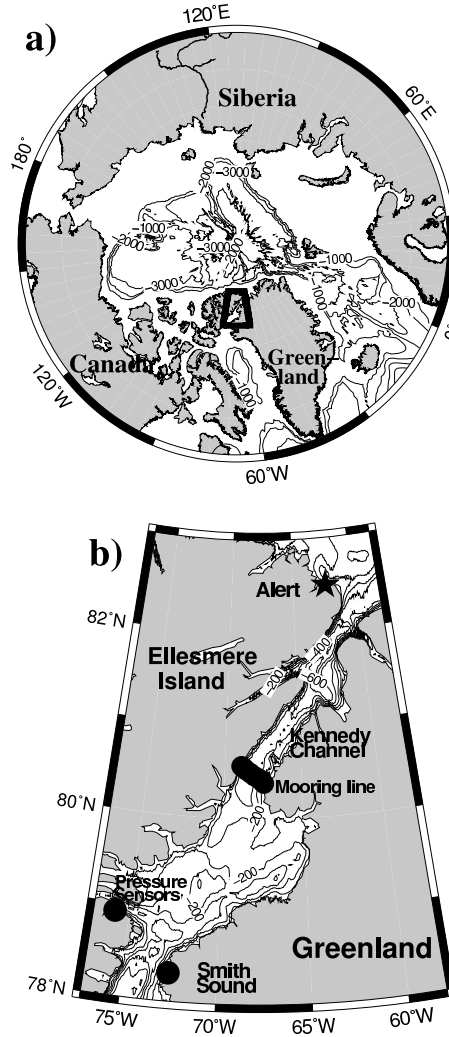 120°E
a)
Siberia
60°E
180°
2000
-3000
-1000
2000
-3000
-1000
3000
3000
-2000
Canada
Green
land
-1000
120°W
60°W
b)
Alert
82°N
-400
Ellesmere
Island
-200
-600
Kennedy
Channel
Mooring line
80°N
-200
Pressure
Sensors
Greenland
Smith
Sound
78°N
75°W
70°W
65°W
60°W